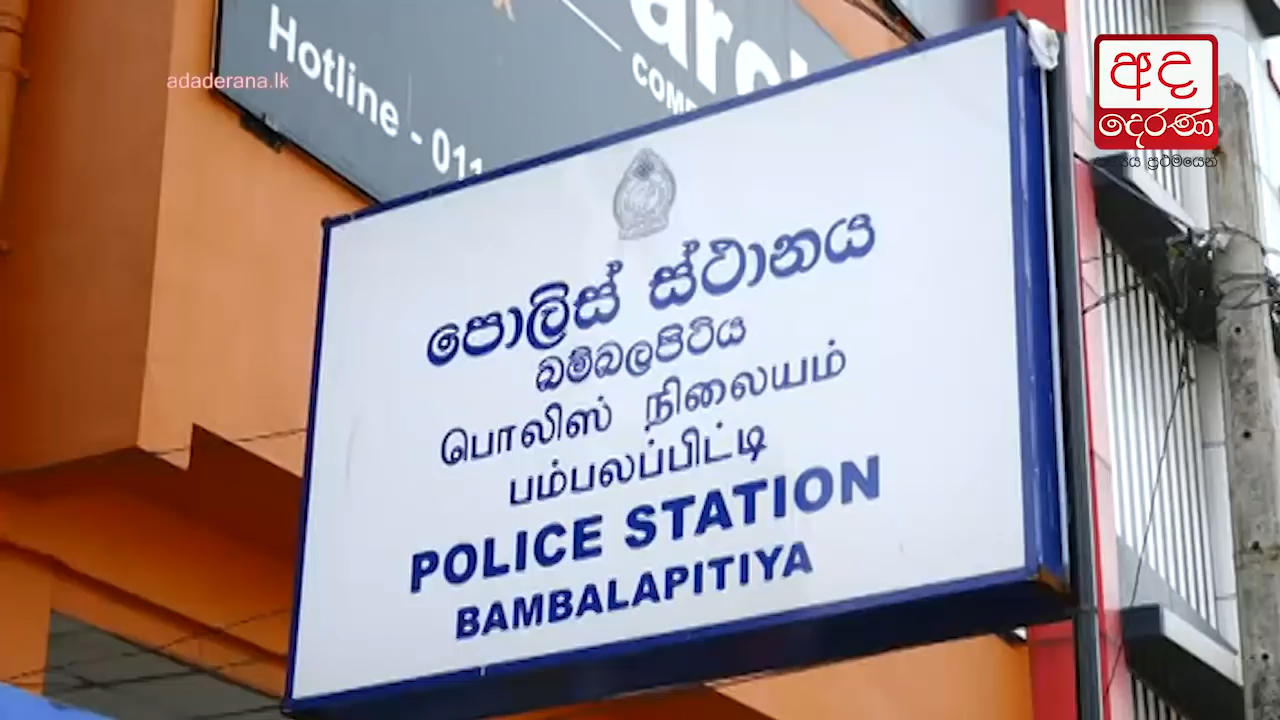 adaderana.lk
Hotline - 011
අද
දෙරණ
පොලිස් ස්ථානය
බම්බලපිටිය
பொலிஸ் நிலையம்
பம்பலப்பிட்டி
POLICE STATION
BAMBALAPITIYA